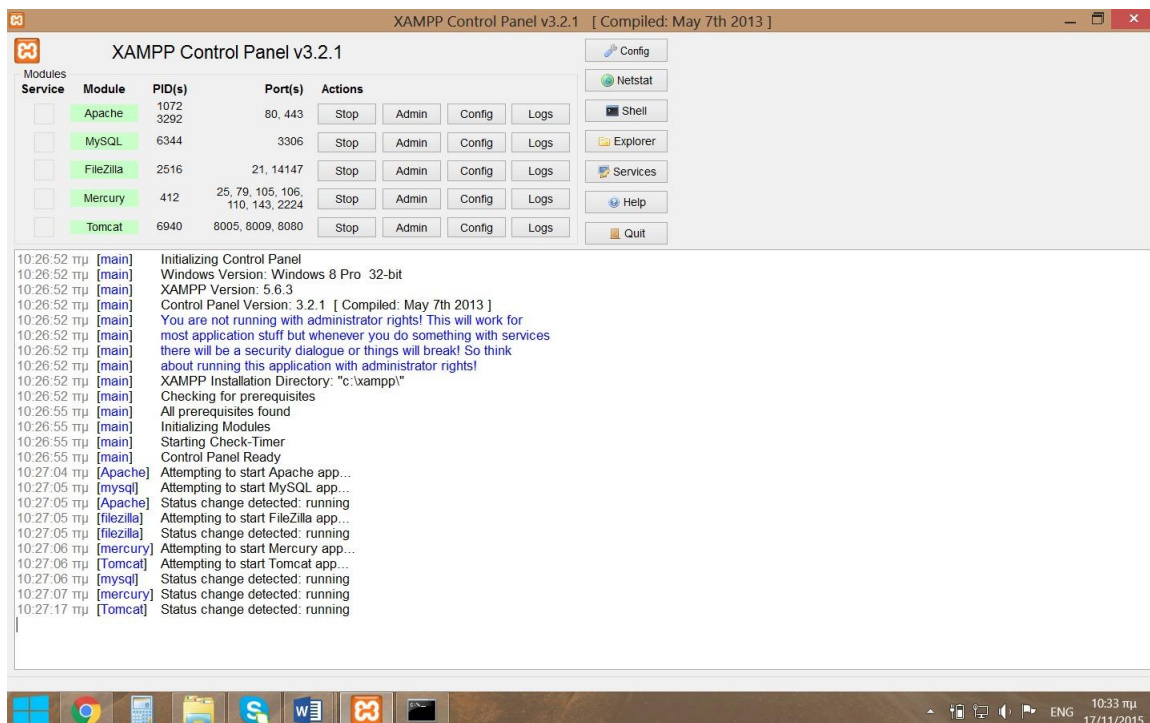 XAMPP Control Panel v3.2.1 [ Compiled: May 7th 2013 ]
XAMPP Control Panel v3.2.1
Config
Modules
Service Module PID(s) Port(s) Actions
Netstat
Apache 1072 3292 80, 443 Stop Admin Config Logs
Shell
MySQL 6344 3306 Stop Admin Config Logs
Explorer
FileZilla 2516 21, 14147 Stop Admin Config Logs
Services
Mercury 412 25, 79, 105, 106, 110, 143, 2224 Stop Admin Config Logs
Help
Tomcat 6940 8005, 8009, 8080 Stop Admin Config Logs
Quit
10:26:52 πμ [main] Initializing Control Panel
10:26:52 πμ [main] Windows Version: Windows 8 Pro 32-bit
10:26:52 πμ [main] XAMPP Version: 5.6.3
10:26:52 πμ [main] Control Panel Version: 3.2.1 [ Compiled: May 7th 2013 ]
10:26:52 πμ [main] You are not running with administrator rights! This will work for
10:26:52 πμ [main] most application stuff but whenever you do something with services
10:26:52 πμ [main] there will be a security dialogue or things will break! So think
10:26:52 πμ [main] about running this application with administrator rights!
10:26:52 πμ [main] XAMPP Installation Directory: "c:\xampp\"
10:26:52 πμ [main] Checking for prerequisites
10:26:55 πμ [main] All prerequisites found
10:26:55 πμ [main] Initializing Modules
10:26:55 πμ [main] Starting Check-Timer
10:26:55 πμ [main] Control Panel Ready
10:27:04 πμ [Apache] Attempting to start Apache app...
10:27:05 πμ [mysql] Attempting to start MySQL app...
10:27:05 πμ [Apache] Status change detected: running
10:27:05 πμ [filezilla] Attempting to start FileZilla app...
10:27:05 πμ [filezilla] Status change detected: running
10:27:06 πμ [mercury] Attempting to start Mercury app...
10:27:06 πμ [Tomcat] Attempting to start Tomcat app...
10:27:06 πμ [mysql] Status change detected: running
10:27:07 πμ [mercury] Status change detected: running
10:27:17 πμ [Tomcat] Status change detected: running
ENG
10:33 πμ
17/11/2015